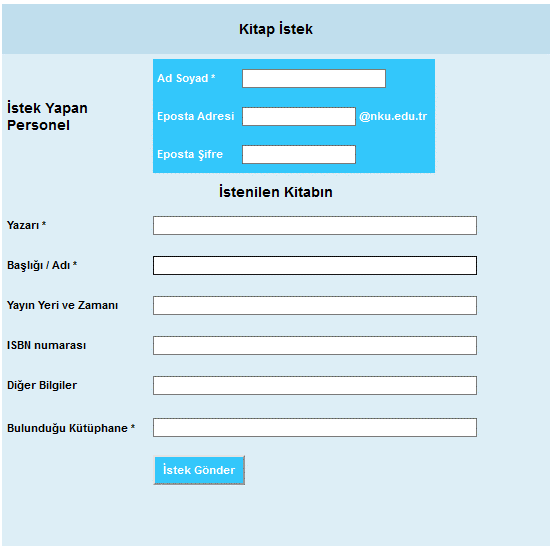 Kitap İstek
İstek Yapan
Personel
Ad Soyad *
Eposta Adresi @nku.edu.tr
Eposta Şifre
İstenilen Kitabın
Yazarı *
Başlığı / Adı *
Yayın Yeri ve Zamanı
ISBN numarası
Diğer Bilgiler
Bulunduğu Kütüphane *
İstek Gönder